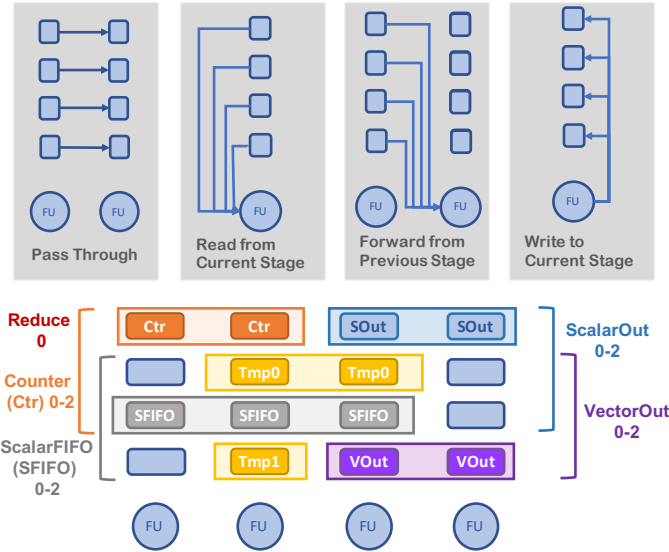 FU FU
Pass Through
FU
Read from
Current Stage
FU FU
Forward from
Previous Stage
FU
Write to
Current Stage
Reduce
0
Counter
(Ctr) 0-2
ScalarFIFO
(SFIFO)
0-2
Ctr Ctr SOut SOut
Tmp0 Tmp0
SFIFO SFIFO SFIFO
Tmp1 VOut VOut
FU FU FU FU
ScalarOut
0-2
VectorOut
0-2